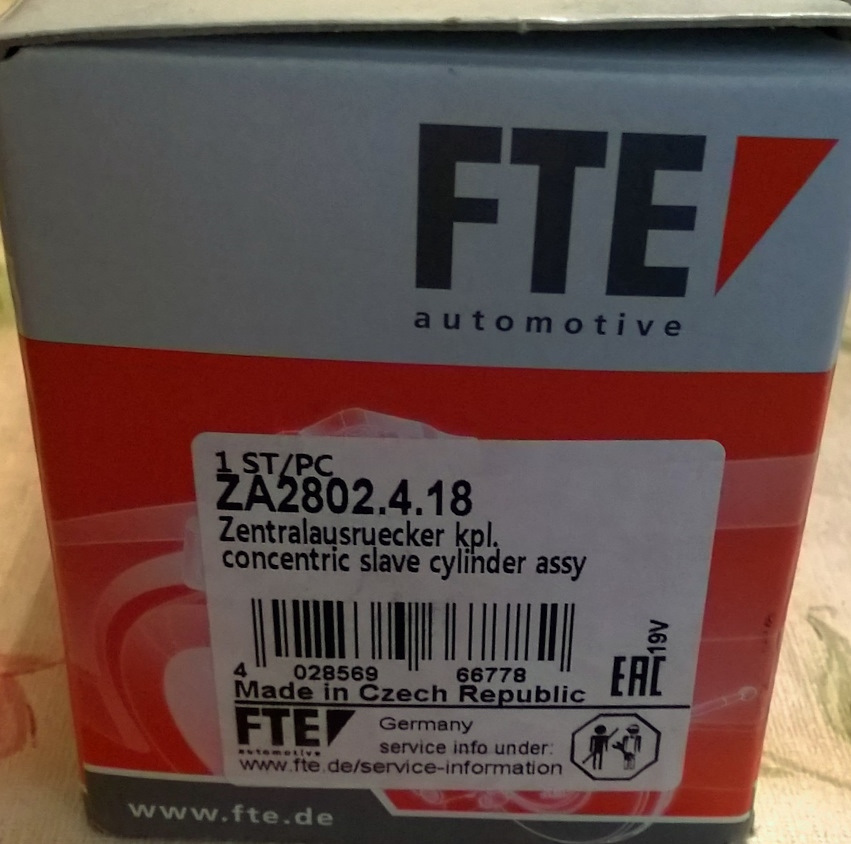 FTE
automotive
1 ST/PC
ZA2802.4.18
Zentralausruecker kpl.
concentric slave cylinder assy
4 028569 66778
19V
EAC
Made in Czech Republic
FTE
automotive
Germany
service info under:
www.fte.de/service-information
www.fte.de